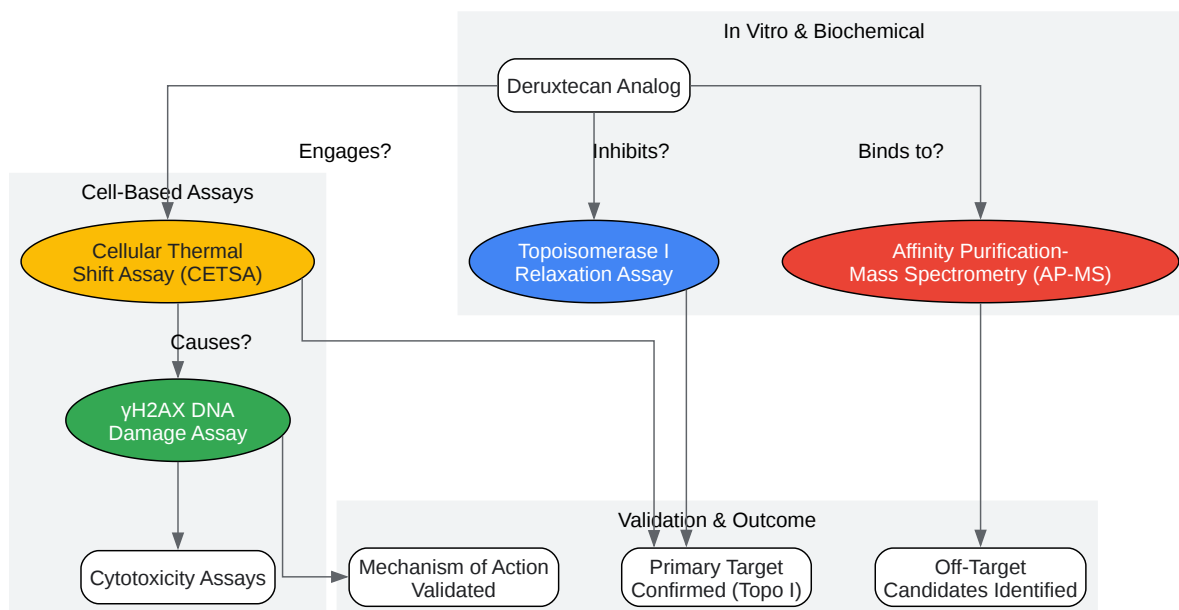 In Vitro & Biochemical
Deruxtecan Analog
Engages?
Inhibits?
Binds to?
Cell-Based Assays
Cellular Thermal
Shift Assay (CETSA)
Topoisomerase I
Relaxation Assay
Affinity Purification-
Mass Spectrometry (AP-MS)
Causes?
γH2AX DNA
Damage Assay
Validation & Outcome
Cytotoxicity Assays
Mechanism of Action
Validated
Primary Target
Confirmed (Topo I)
Off-Target
Candidates Identified